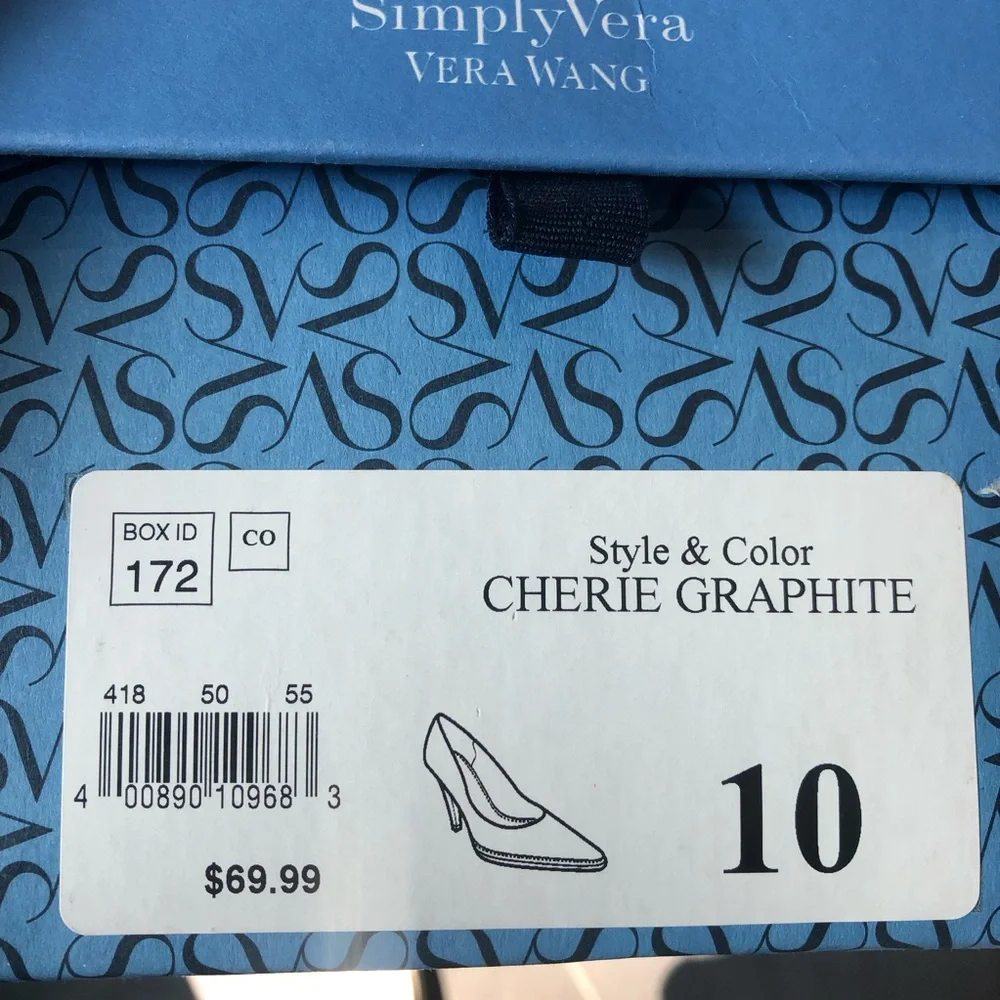 SimplyVera
VERA WANG
BOX ID
172
CO
Style & Color
CHERIE GRAPHITE
418 50 55
4 00890 10968 3
$69.99
10